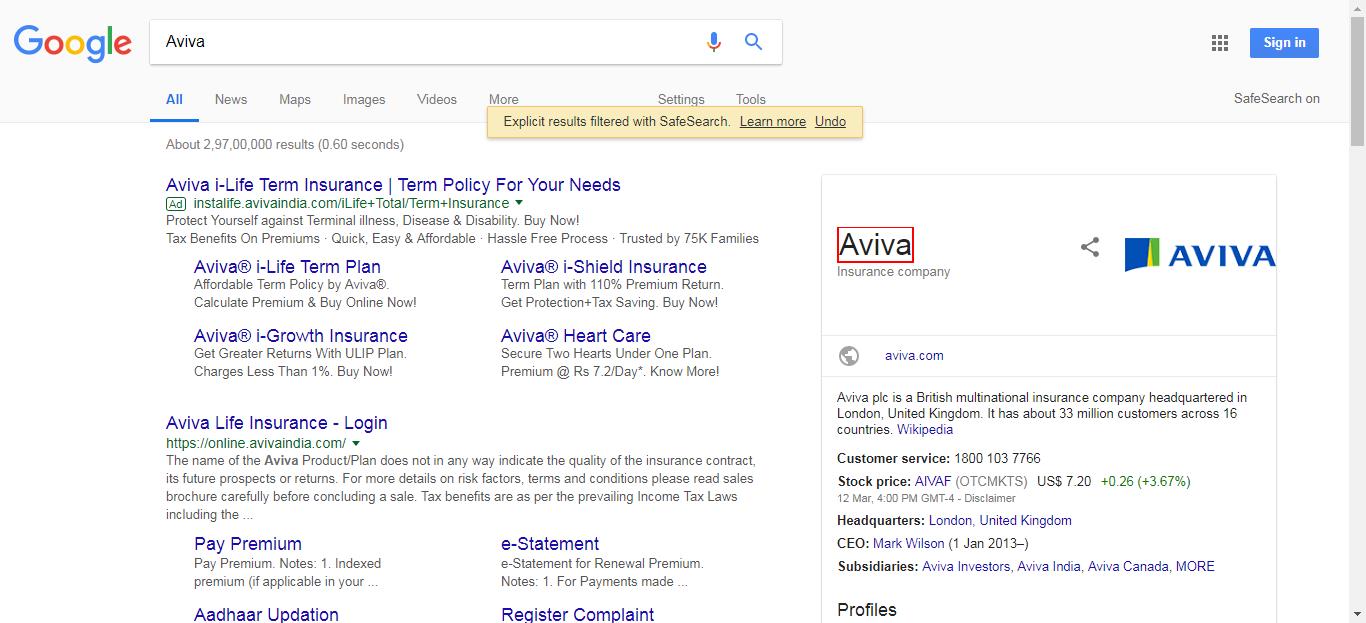 Google
Aviva
Sign in
All News Maps Images Videos More Settings Tools
SafeSearch on
Explicit results filtered with SafeSearch. Learn more Undo
About 2,97,00,000 results (0.60 seconds)
Aviva i-Life Term Insurance | Term Policy For Your Needs
Ad instalife.avivaindia.com/iLife+Total/Term+Insurance
Protect Yourself against Terminal illness, Disease & Disability. Buy Now!
Tax Benefits On Premiums · Quick, Easy & Affordable · Hassle Free Process · Trusted by 75K Families
Aviva® i-Life Term Plan
Affordable Term Policy by Aviva®.
Calculate Premium & Buy Online Now!
Aviva® i-Shield Insurance
Term Plan with 110% Premium Return.
Get Protection+Tax Saving. Buy Now!
Aviva® i-Growth Insurance
Get Greater Returns With ULIP Plan.
Charges Less Than 1%. Buy Now!
Aviva® Heart Care
Secure Two Hearts Under One Plan.
Premium @ Rs 7.2/Day*. Know More!
Aviva Life Insurance - Login
https://online.avivaindia.com/
The name of the Aviva Product/Plan does not in any way indicate the quality of the insurance contract,
its future prospects or returns. For more details on risk factors, terms and conditions please read sales
brochure carefully before concluding a sale. Tax benefits are as per the prevailing Income Tax Laws
including the ...
Pay Premium
Pay Premium. Notes: 1. Indexed
premium (if applicable in your ...
e-Statement
e-Statement for Renewal Premium.
Notes: 1. For Payments made ...
Aadhaar Updation
Register Complaint
Aviva
Insurance company
AVIVA
aviva.com
Aviva plc is a British multinational insurance company headquartered in
London, United Kingdom. It has about 33 million customers across 16
countries. Wikipedia
Customer service: 1800 103 7766
Stock price: AIVAF (OTCMKTS) US$ 7.20 +0.26 (+3.67%)
12 Mar, 4:00 PM GMT-4 - Disclaimer
Headquarters: London, United Kingdom
CEO: Mark Wilson (1 Jan 2013–)
Subsidiaries: Aviva Investors, Aviva India, Aviva Canada, MORE
Profiles